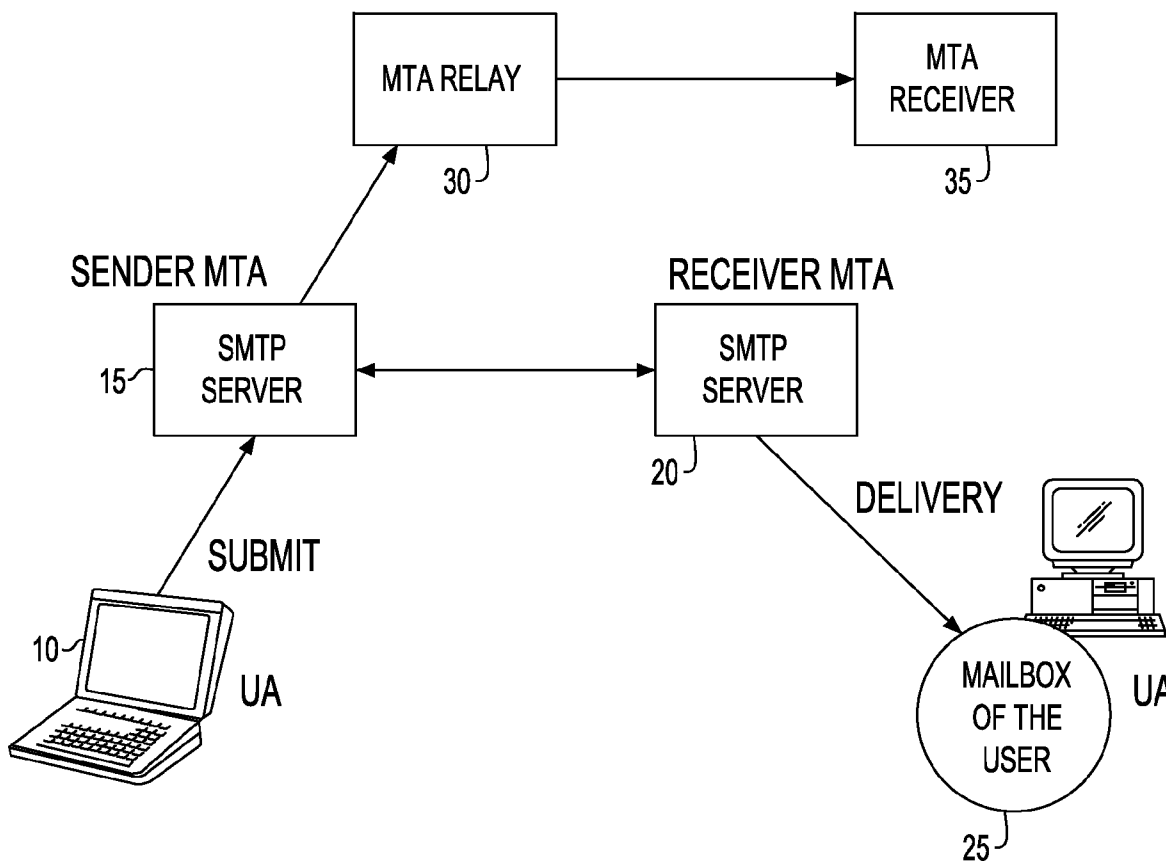 MTA RELAY
30
MTA
RECEIVER
35
SENDER MTA
SMTP
SERVER
15
RECEIVER MTA
SMTP
SERVER
20
SUBMIT
10
UA
DELIVERY
MAILBOX
OF THE
USER
25
UA